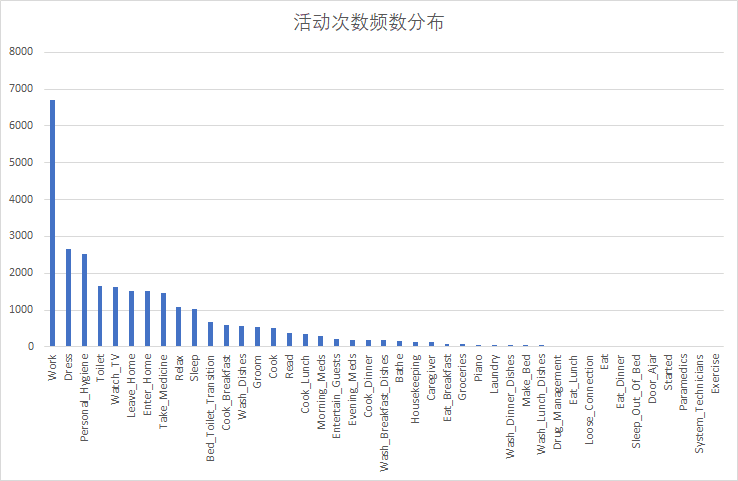 活动次数频数分布
8000
7000
6000
5000
4000
3000
2000
1000
0
Work
Dress
Personal_Hygiene
Toilet
Watch_TV
Leave_Home
Enter_Home
Take_Medicine
Relax
Sleep
Bed_Toilet_Transition
Cook_Breakfast
Wash_Dishes
Groom
Cook
Read
Cook_Lunch
Morning_Meds
Entertain_Guests
Evening_Meds
Cook_Dinner
Wash_Breakfast_Dishes
Bathe
Housekeeping
Caregiver
Eat_Breakfast
Groceries
Piano
Laundry
Wash_Dinner_Dishes
Make_Bed
Wash_Lunch_Dishes
Drug_Management
Eat_Lunch
Loose_Connection
Eat
Eat_Dinner
Sleep_Out_Of_Bed
Door_Ajar
Started
Paramedics
System_Technicians
Exercise